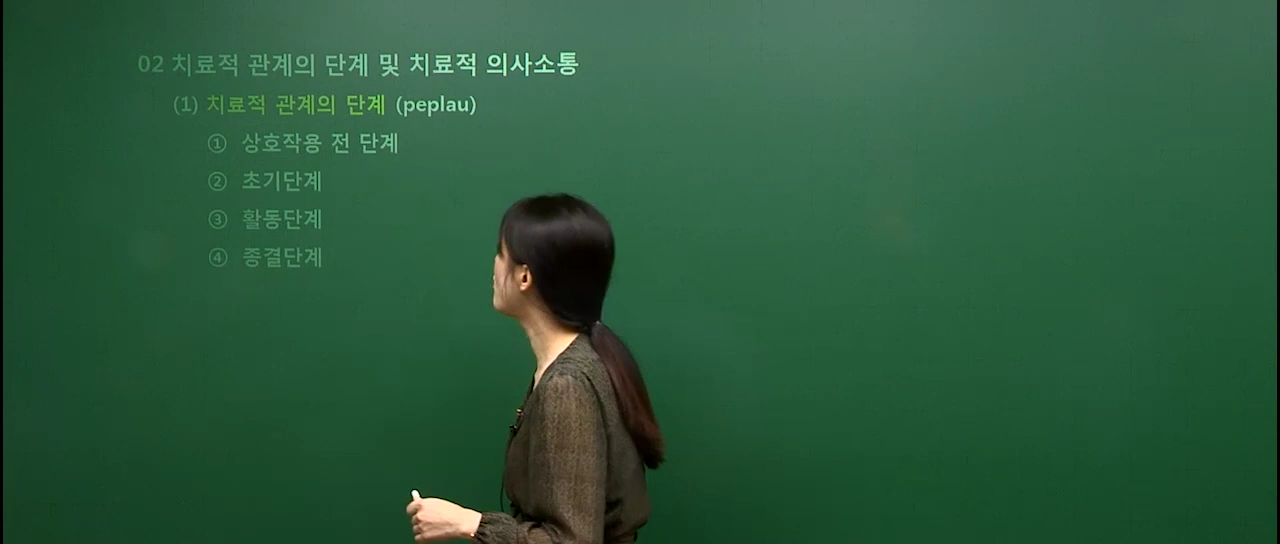 02 치료적 관계의 단계 및 치료적 의사소통
(1) 치료적 관계의 단계 (peplau)
① 상호작용 전 단계
② 초기단계
③ 활동단계
④ 종결단계